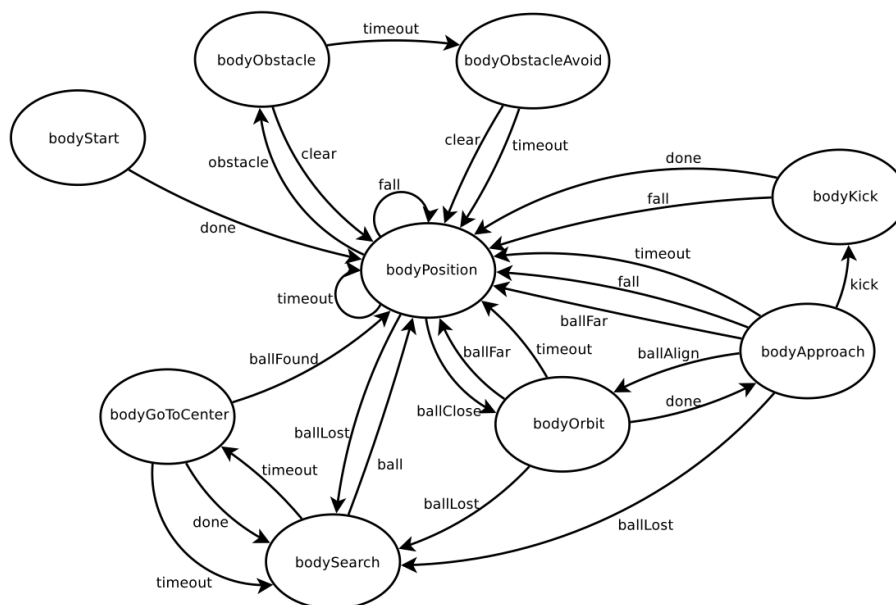 timeout
bodyObstacle
bodyObstacleAvoid
bodyStart
clear
timeout
obstacle
clear
done
bodyKick
fall
fall
done
timeout
bodyPosition
fall
timeout
kick
ballFar
ballFound
ballFar
timeout
ballAlign
bodyApproach
bodyGoToCenter
ballClose
done
bodyOrbit
ballLost
timeout
ball
ballLost
done
ballLost
bodySearch
timeout